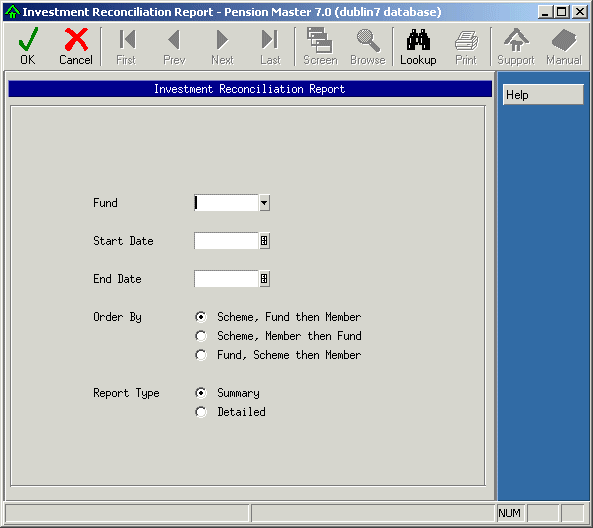 Investment Reconciliation Report - Pension Master 7.0 (dublin7 database)
OK Cancel First Prev Next Last Screen Browse Lookup Print Support Manual
Investment Reconciliation Report
Help
Fund
Start Date
End Date
Order By Scheme, Fund then Member
Scheme, Member then Fund
Fund, Scheme then Member
Report Type Summary
Detailed
NUM